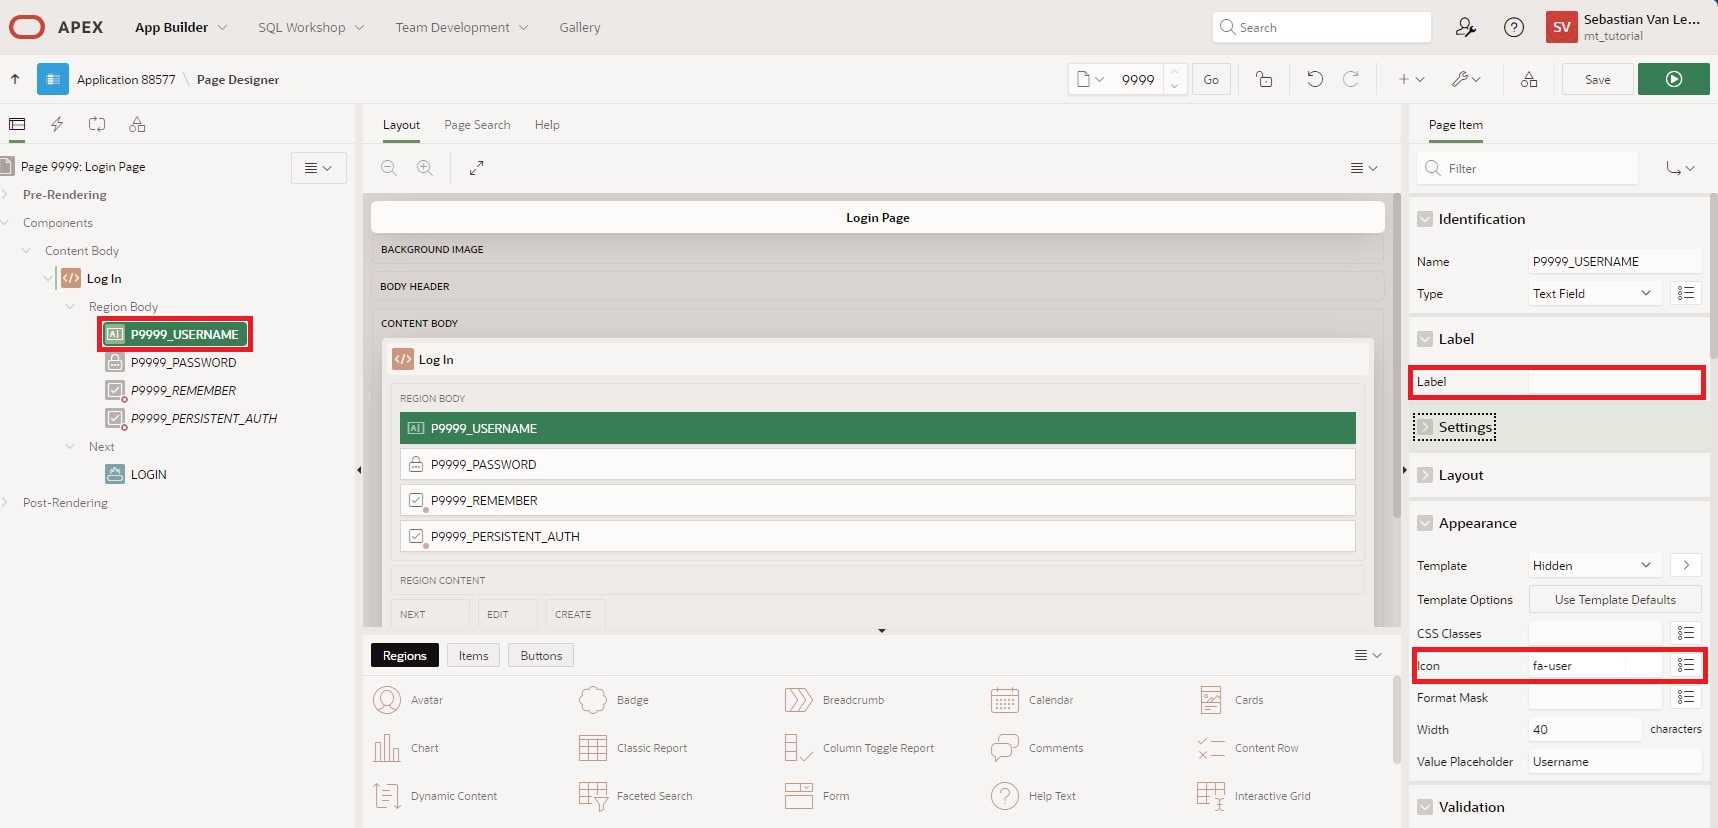 APEX
App Builder
SQL Workshop
Team Development
Gallery
Search
SV
Sebastian Van Le...
mt_tutorial
Application 88577 \ Page Designer
9999
Go
Save
Page 9999: Login Page
Pre-Rendering
Components
Content Body
Log In
Region Body
P9999_USERNAME
P9999_PASSWORD
P9999_REMEMBER
P9999_PERSISTENT_AUTH
Next
LOGIN
Post-Rendering
Layout
Page Search
Help
Login Page
BACKGROUND IMAGE
BODY HEADER
CONTENT BODY
Log In
REGION BODY
P9999_USERNAME
P9999_PASSWORD
P9999_REMEMBER
P9999_PERSISTENT_AUTH
REGION CONTENT
NEXT
EDIT
CREATE
Regions
Items
Buttons
Avatar
Badge
Breadcrumb
Calendar
Cards
Chart
Classic Report
Column Toggle Report
Comments
Content Row
Dynamic Content
Faceted Search
Form
Help Text
Interactive Grid
Page Item
Filter
Identification
Name P9999_USERNAME
Type Text Field
Label
Label
Settings
Layout
Appearance
Template Hidden
Template Options Use Template Defaults
CSS Classes
Icon fa-user
Format Mask
Width 40 characters
Value Placeholder Username
Validation